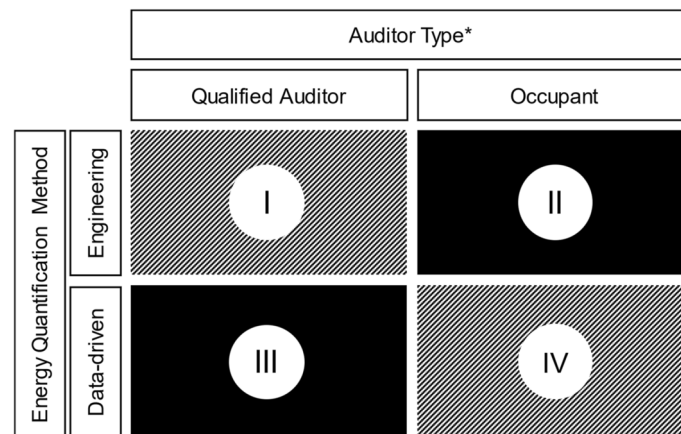 Auditor Type*
Qualified Auditor
Occupant
Energy Quantification Method
Engineering
I
II
Data-driven
III
IV